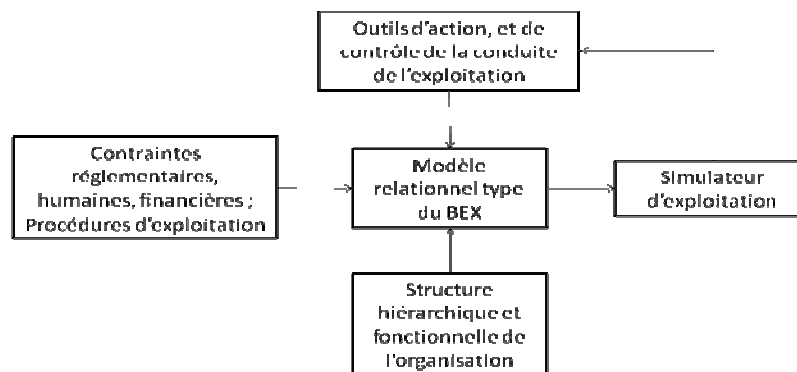 Outils d'action, et de
contrôle de la conduite
de l'exploitation
Contraintes
réglementaires,
humaines, financières ;
Procédures d'exploitation
Modèle
relationnel type
du BEX
Simulateur
d'exploitation
Structure
hiérarchique et
fonctionnelle de
l'organisation